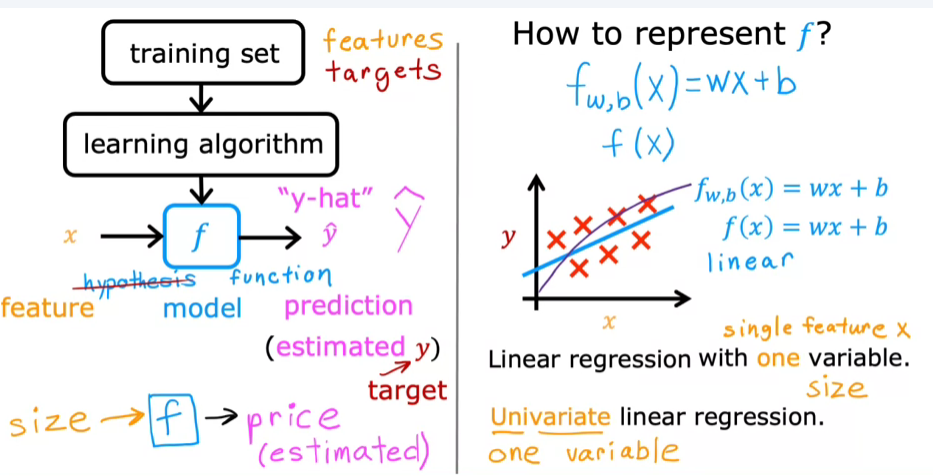 training set
features
targets
learning algorithm
"y-hat"
x
f
ŷ
ŷ
hypothesis function
feature
model
prediction
(estimated y)
target
size → f → price
(estimated)
How to represent f?
fw,b(x)=wx+b
f(x)
y
x
fw,b(x) = wx + b
f(x) = wx + b
linear
single feature x
Linear regression with one variable.
size
Univariate linear regression.
one variable